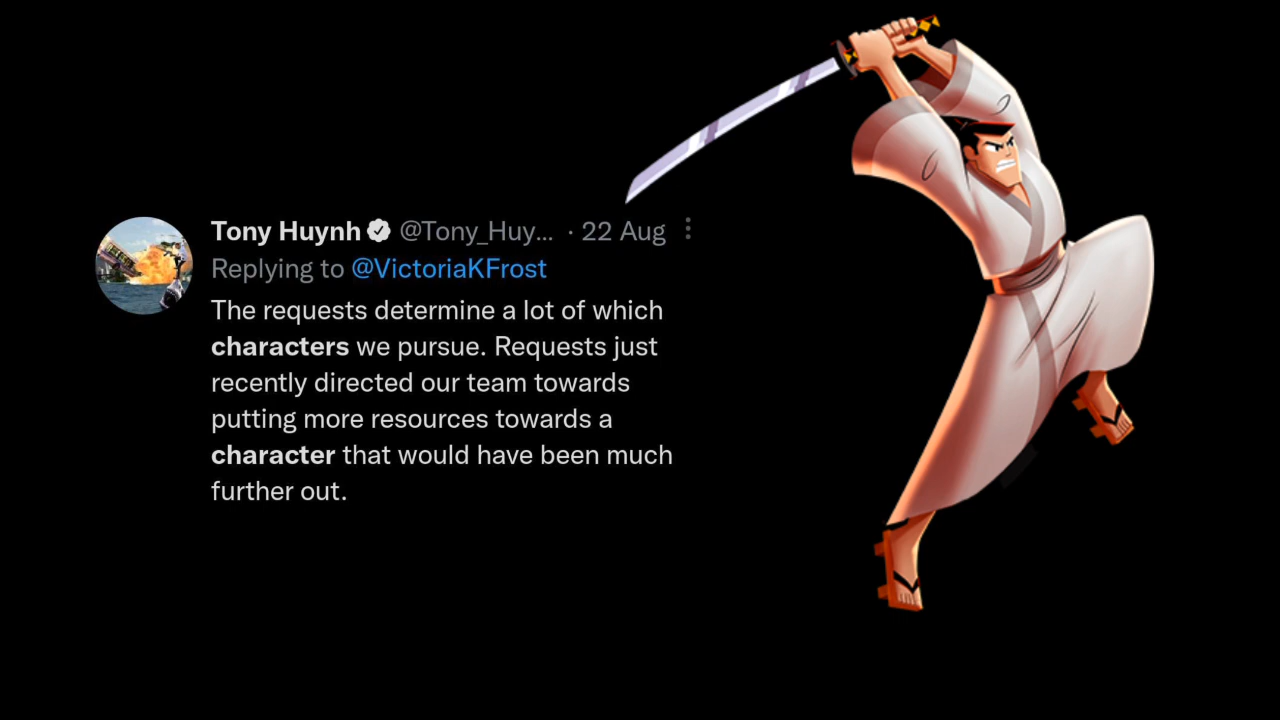 Tony Huynh @Tony_Huy... · 22 Aug
Replying to @VictoriaKFrost
The requests determine a lot of which
characters we pursue. Requests just
recently directed our team towards
putting more resources towards a
character that would have been much
further out.